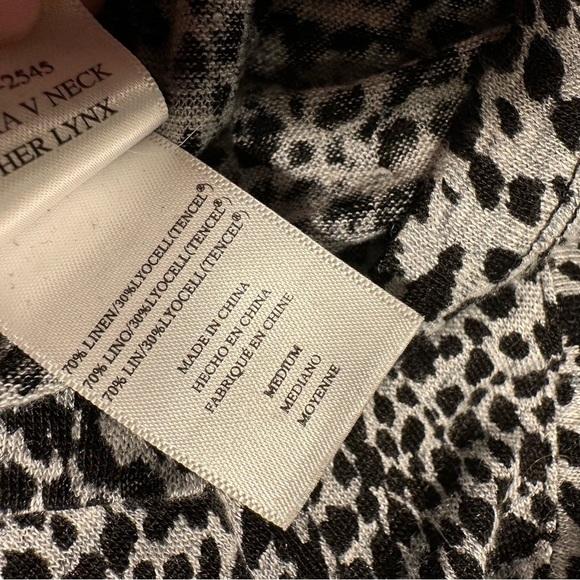 -2545
A V NECK
HER LYNX
70% LINEN/30%LYOCELL(TENCEL®)
70% LINO/30%LYOCELL(TENCEL®)
70% LIN/30%LYOCELL(TENCEL®)
MADE IN CHINA
HECHO EN CHINA
FABRIQUÉ EN CHINE
MEDIUM
MEDIANO
MOYENNE